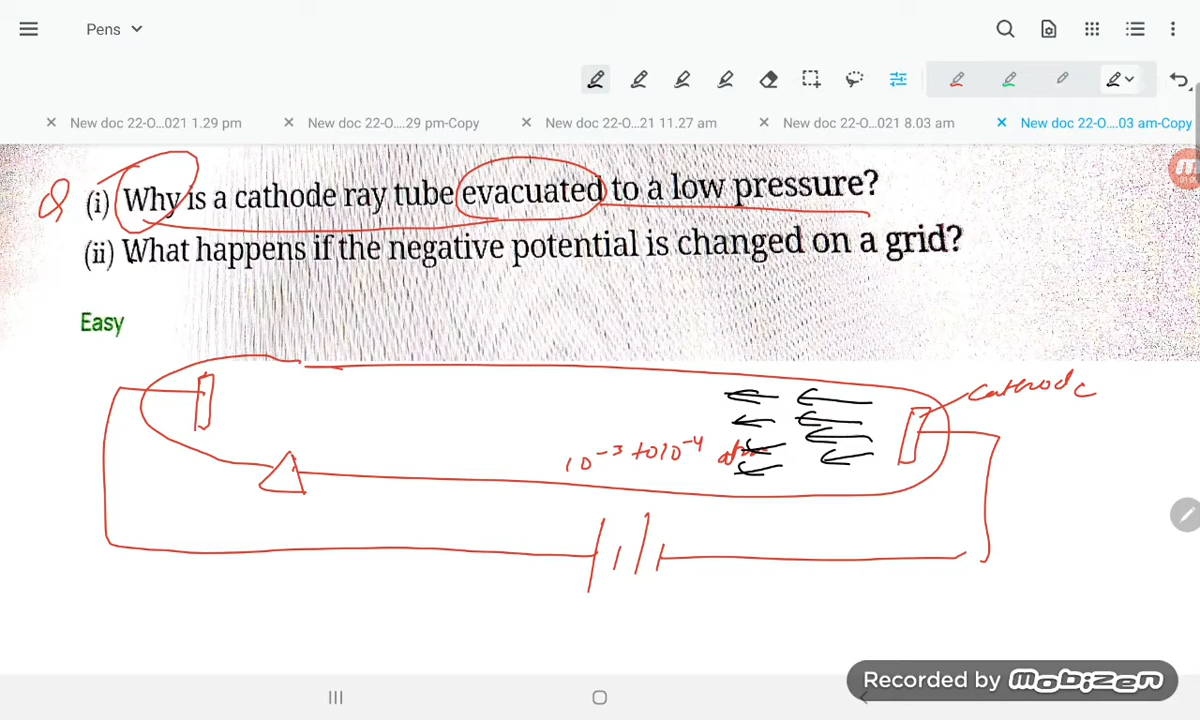 Pens
New doc 22-O...021 1.29 pm
New doc 22-O....29 pm-Copy
New doc 22-O...21 11.27 am
New doc 22-O...021 8.03 am
New doc 22-O....03 am-Copy
Q (i) Why is a cathode ray tube evacuated to a low pressure?
(ii) What happens if the negative potential is changed on a grid?
Easy
Cathode
10⁻³ to 10⁻⁴
Recorded by Mobizen